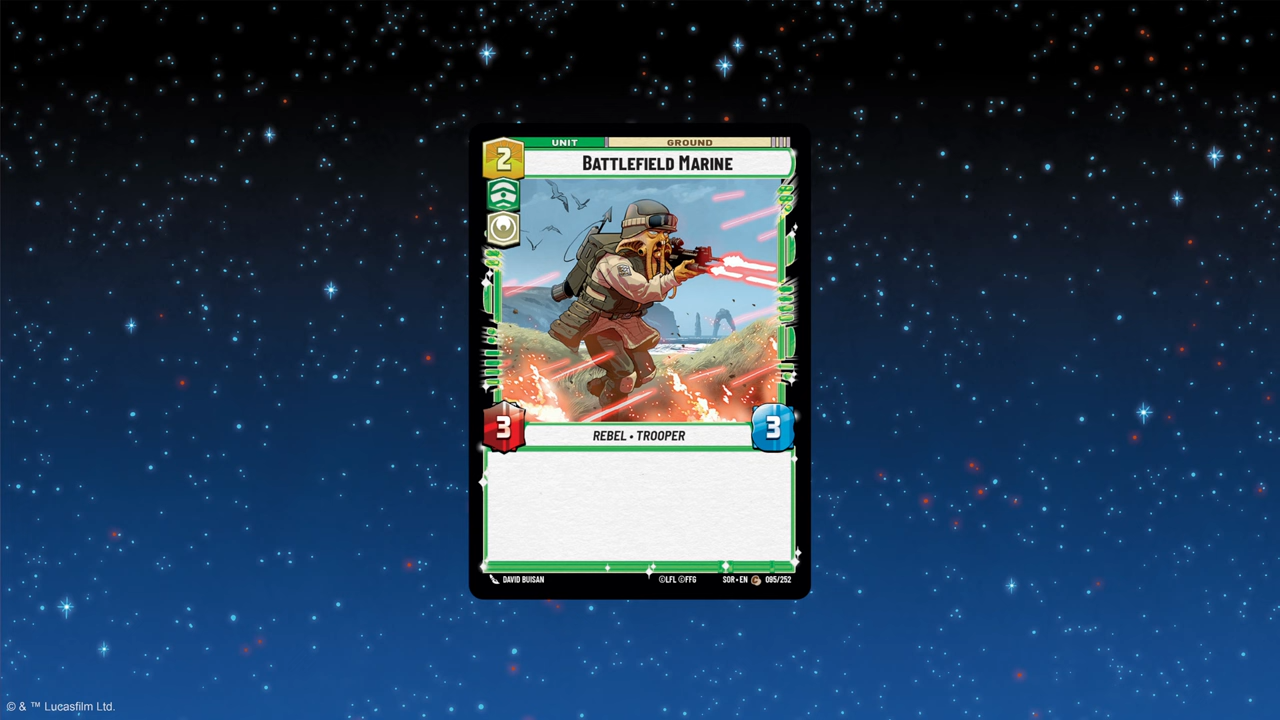 UNIT GROUND
2 BATTLEFIELD MARINE
3 REBEL • TROOPER 3
DAVID BUISAN ©LFL ©FFG SOR • EN C 095/252
© & ™ Lucasfilm Ltd.